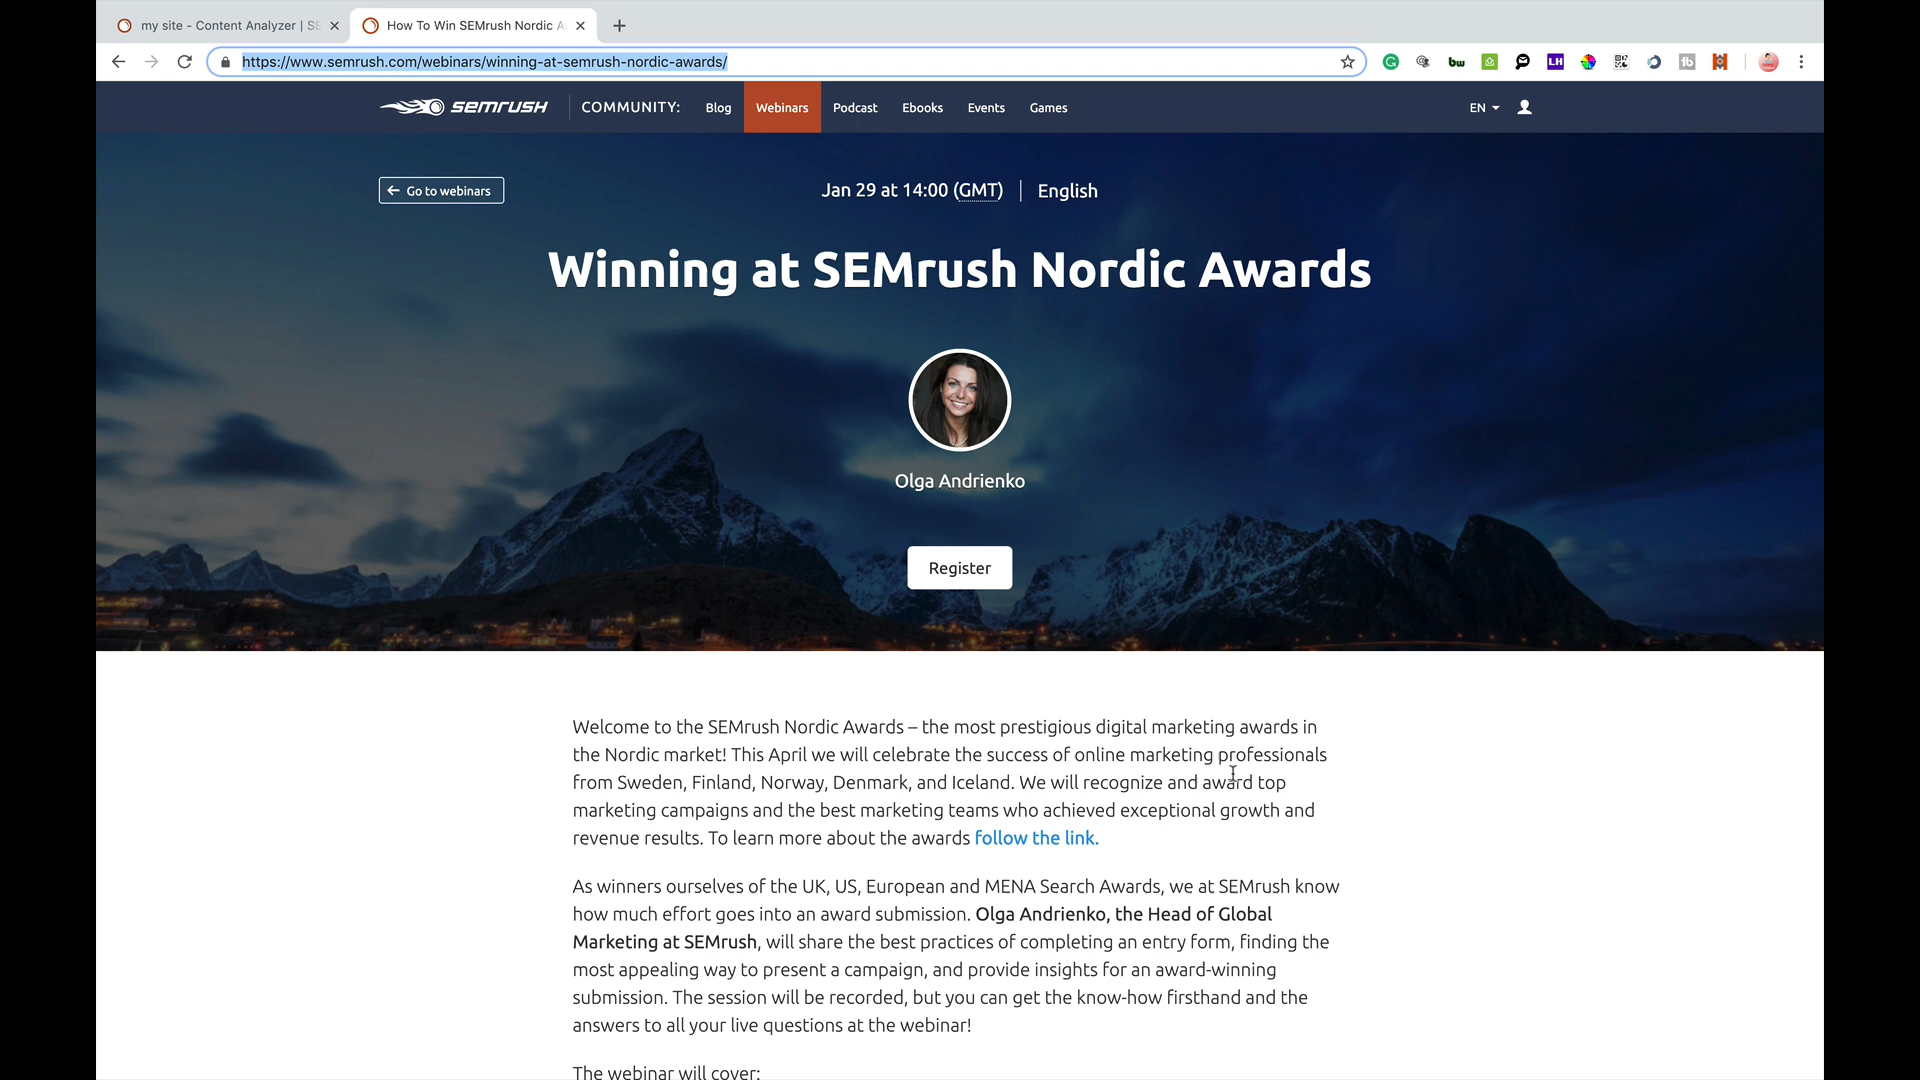 my site - Content Analyzer | SE
How To Win SEMrush Nordic A
https://www.semrush.com/webinars/winning-at-semrush-nordic-awards/
semrush
COMMUNITY:
Blog
Webinars
Podcast
Ebooks
Events
Games
EN
Go to webinars
Jan 29 at 14:00 (GMT)
English
Winning at SEMrush Nordic Awards
Olga Andrienko
Register
Welcome to the SEMrush Nordic Awards – the most prestigious digital marketing awards in
the Nordic market! This April we will celebrate the success of online marketing professionals
from Sweden, Finland, Norway, Denmark, and Iceland. We will recognize and award top
marketing campaigns and the best marketing teams who achieved exceptional growth and
revenue results. To learn more about the awards follow the link.
As winners ourselves of the UK, US, European and MENA Search Awards, we at SEMrush know
how much effort goes into an award submission. Olga Andrienko, the Head of Global
Marketing at SEMrush, will share the best practices of completing an entry form, finding the
most appealing way to present a campaign, and provide insights for an award-winning
submission. The session will be recorded, but you can get the know-how firsthand and the
answers to all your live questions at the webinar!
The webinar will cover: